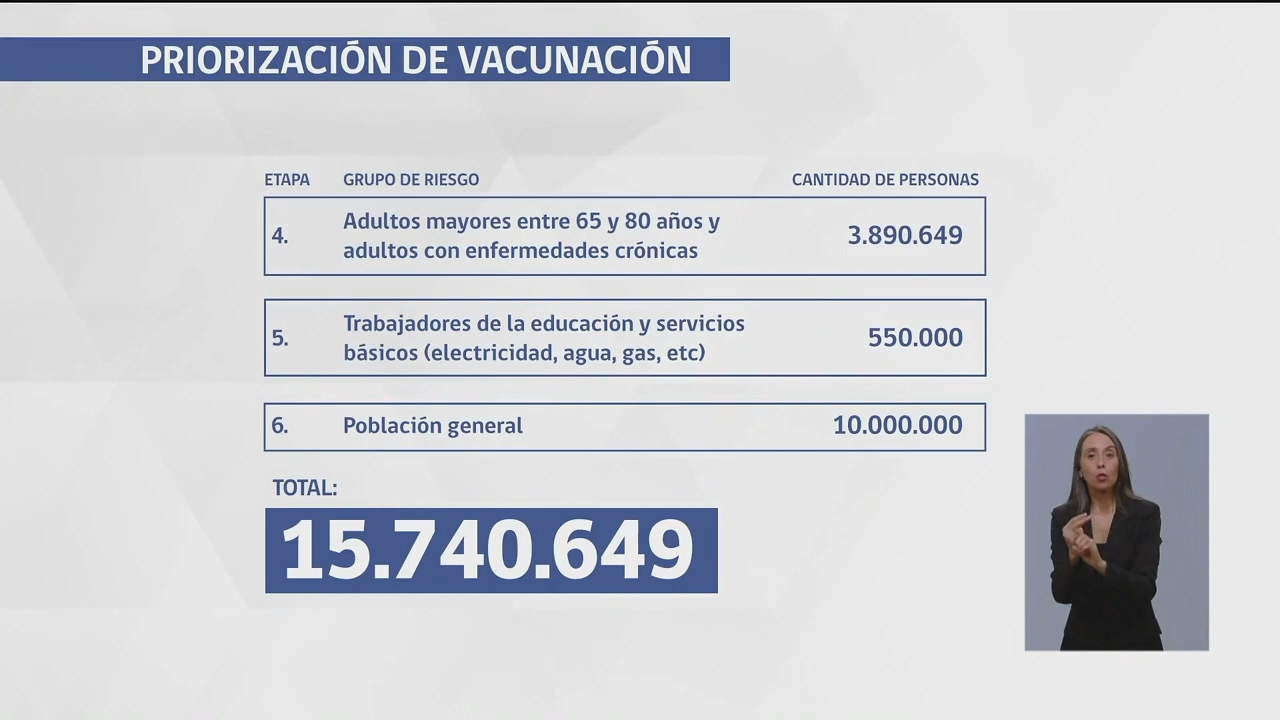 PRIORIZACIÓN DE VACUNACIÓN
ETAPA GRUPO DE RIESGO CANTIDAD DE PERSONAS
4. Adultos mayores entre 65 y 80 años y adultos con enfermedades crónicas 3.890.649
5. Trabajadores de la educación y servicios básicos (electricidad, agua, gas, etc) 550.000
6. Población general 10.000.000
TOTAL:
15.740.649